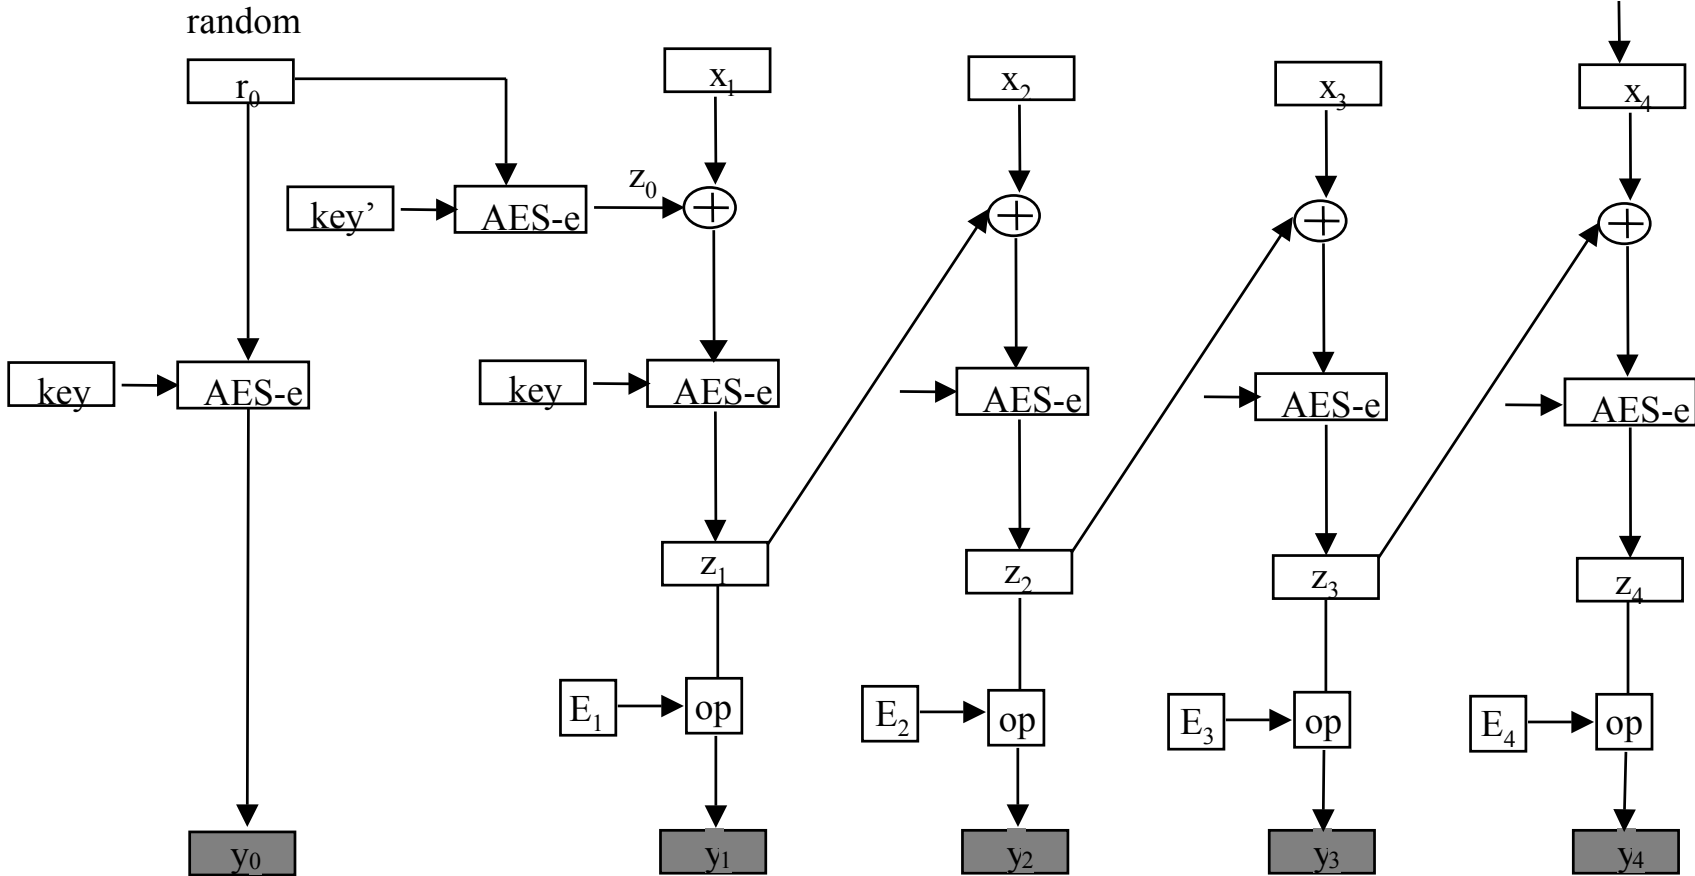 random
r₀
x₁
x₂
x₃
x₄
z₀
key’
AES-e
key
AES-e
key
AES-e
AES-e
AES-e
AES-e
z₁
z₂
z₃
z₄
E₁
op
E₂
op
E₃
op
E₄
op
y₀
y₁
y₂
y₃
y₄